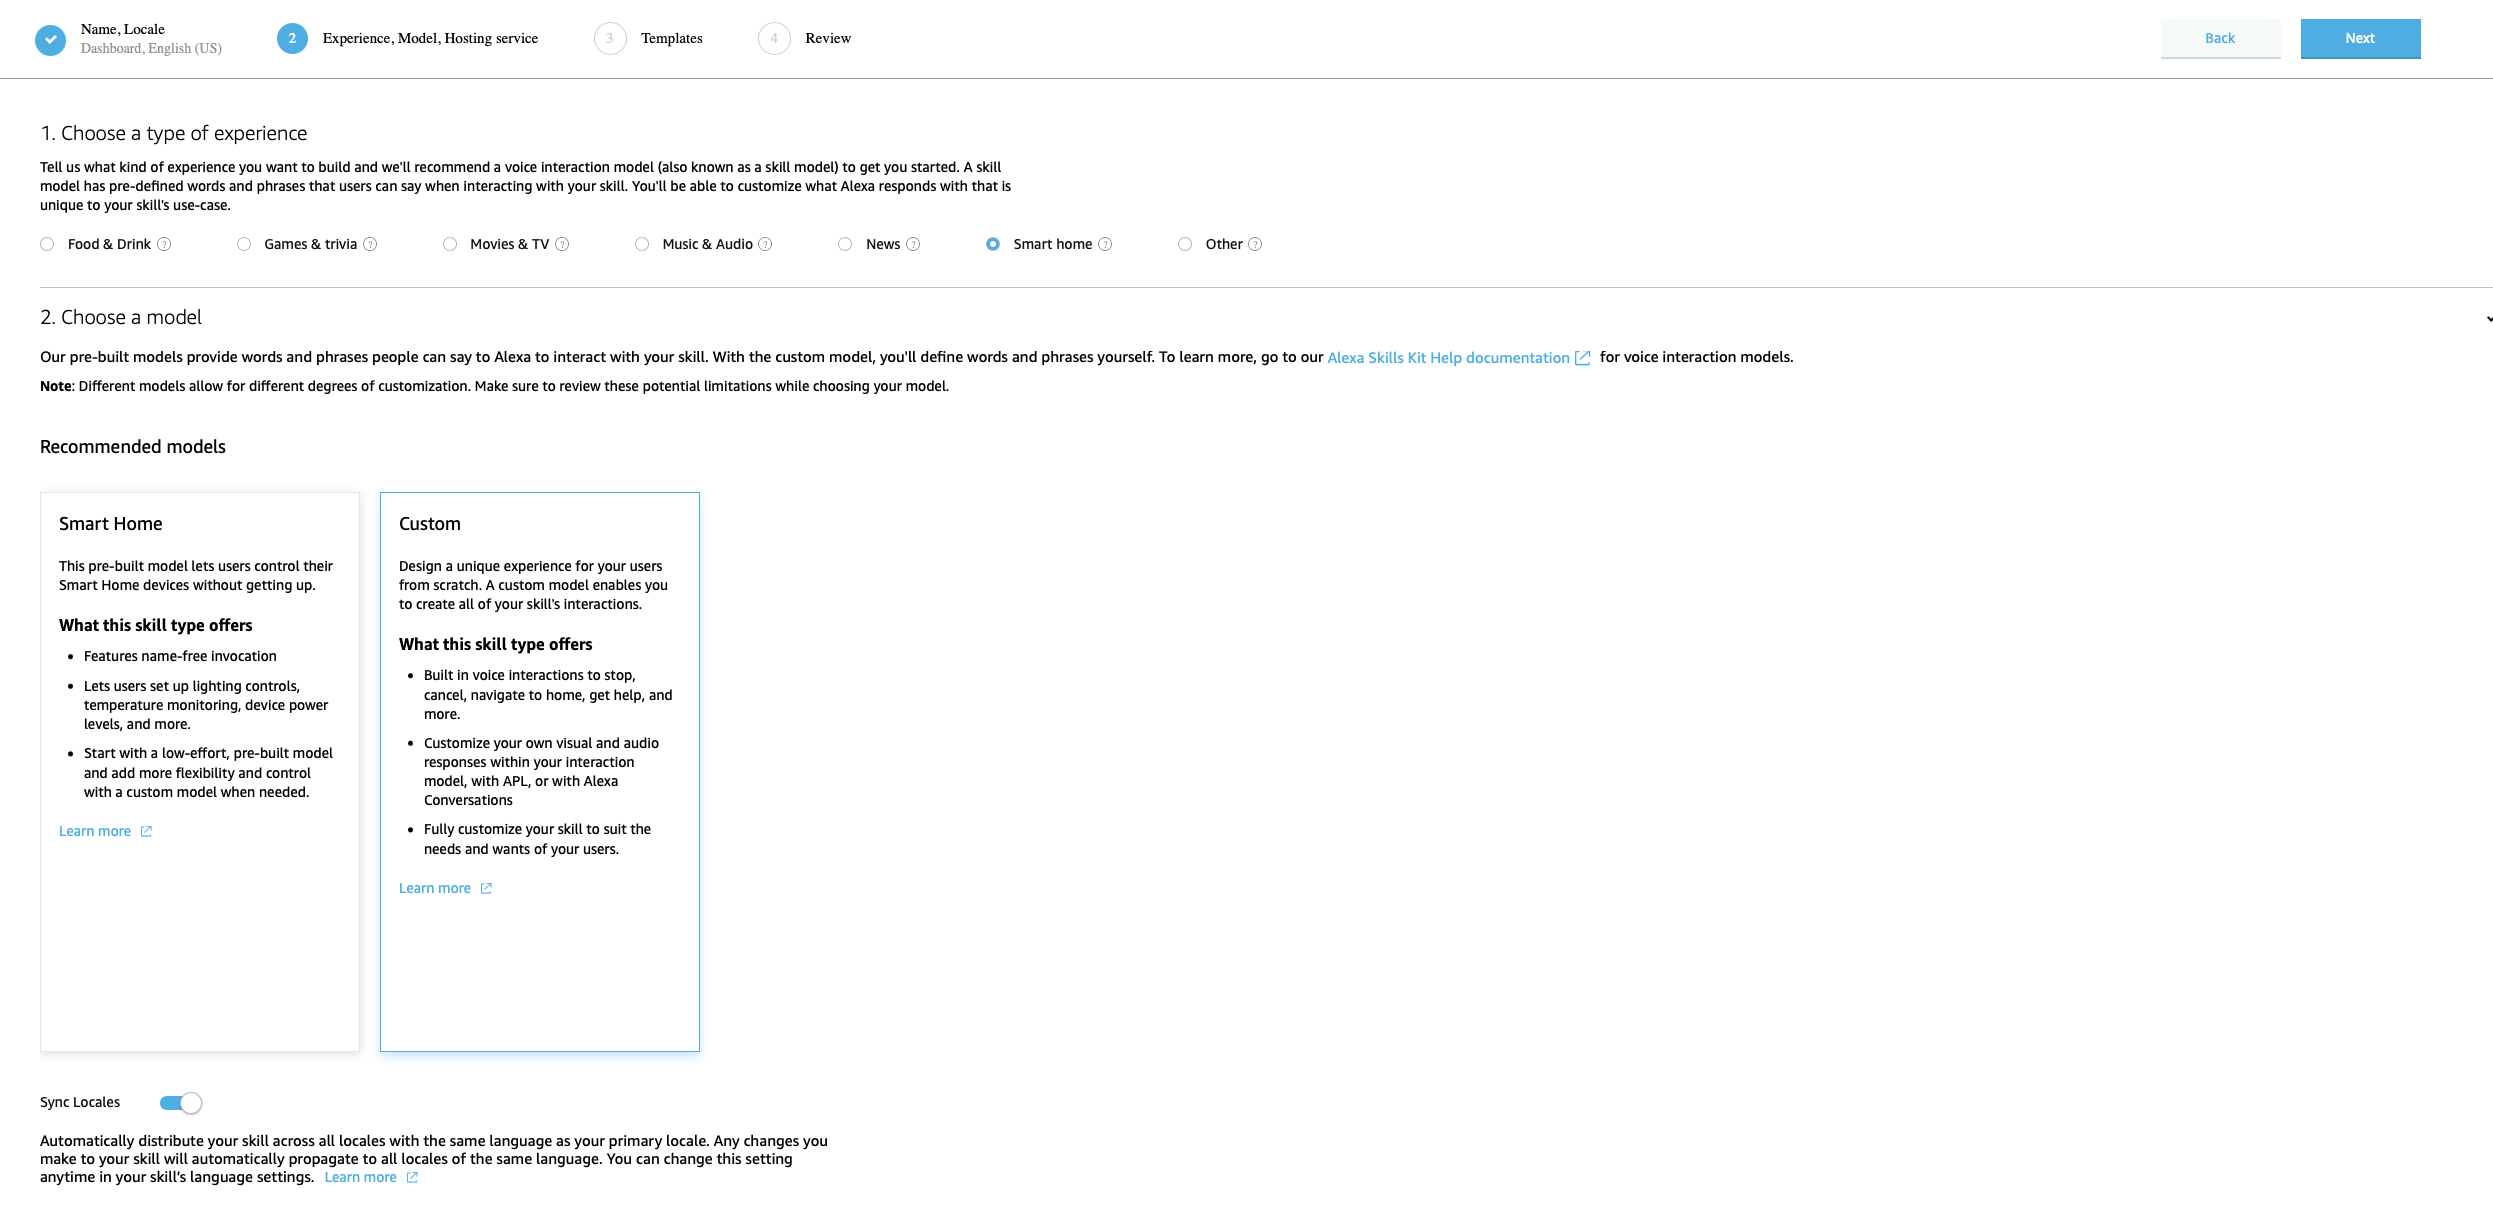 Name, Locale
Dashboard, English (US)
2
Experience, Model, Hosting service
3
Templates
4
Review
Back
Next
1. Choose a type of experience
Tell us what kind of experience you want to build and we'll recommend a voice interaction model (also known as a skill model) to get you started. A skill
model has pre-defined words and phrases that users can say when interacting with your skill. You'll be able to customize what Alexa responds with that is
unique to your skill's use-case.
Food & Drink ? Games & trivia ? Movies & TV ? Music & Audio ? News ? Smart home ? Other ?
2. Choose a model
Our pre-built models provide words and phrases people can say to Alexa to interact with your skill. With the custom model, you'll define words and phrases yourself. To learn more, go to our Alexa Skills Kit Help documentation for voice interaction models.
Note: Different models allow for different degrees of customization. Make sure to review these potential limitations while choosing your model.
Recommended models
Smart Home
This pre-built model lets users control their
Smart Home devices without getting up.
What this skill type offers
• Features name-free invocation
• Lets users set up lighting controls,
temperature monitoring, device power
levels, and more.
• Start with a low-effort, pre-built model
and add more flexibility and control
with a custom model when needed.
Learn more
Custom
Design a unique experience for your users
from scratch. A custom model enables you
to create all of your skill's interactions.
What this skill type offers
• Built in voice interactions to stop,
cancel, navigate to home, get help, and
more.
• Customize your own visual and audio
responses within your interaction
model, with APL, or with Alexa
Conversations
• Fully customize your skill to suit the
needs and wants of your users.
Learn more
Sync Locales
Automatically distribute your skill across all locales with the same language as your primary locale. Any changes you
make to your skill will automatically propagate to all locales of the same language. You can change this setting
anytime in your skill’s language settings. Learn more